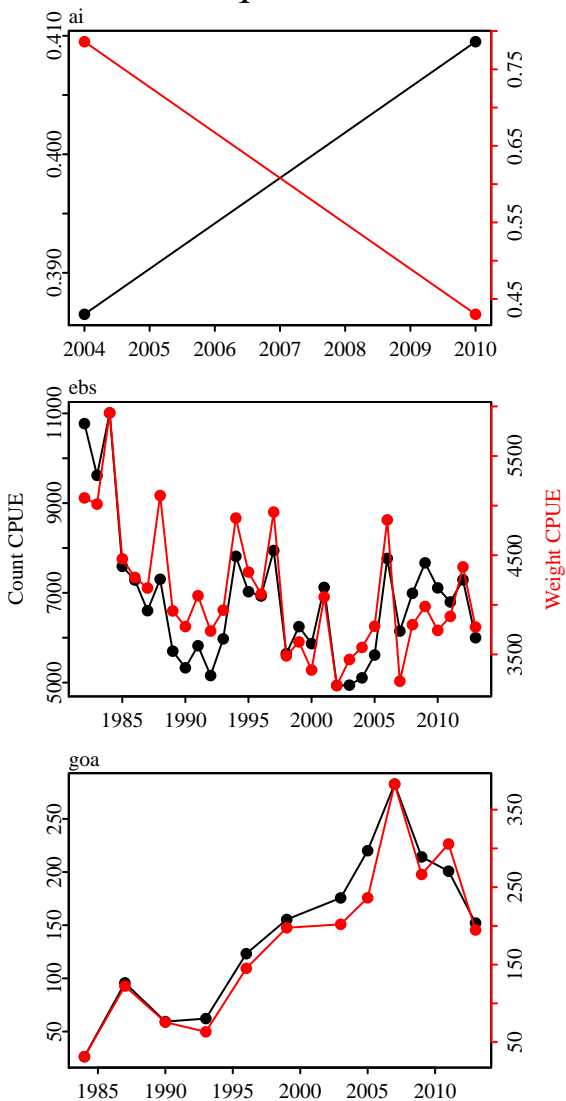 ai
0.390 0.400 0.410
0.45 0.55 0.65 0.75
2004 2005 2006 2007 2008 2009 2010
ebs
Count CPUE
5000 7000 9000 11000
3500 4500 5500
Weight CPUE
1985 1990 1995 2000 2005 2010
goa
50 100 150 200 250
50 150 250 350
1985 1990 1995 2000 2005 2010